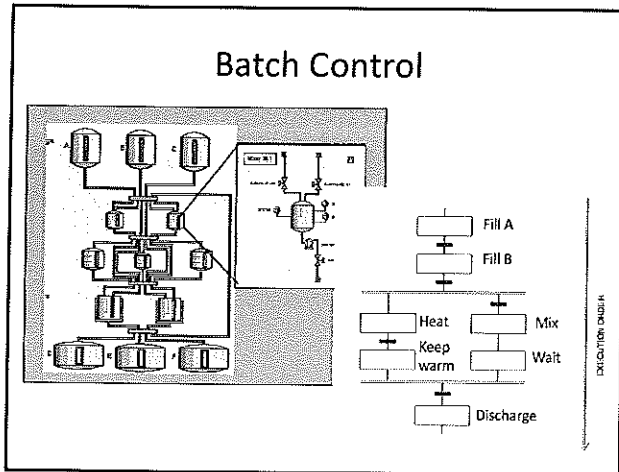 Batch Control
A
Fill A
Fill B
Heat
Mix
Keep
warm
Wait
Discharge
EXECUTION ORDER